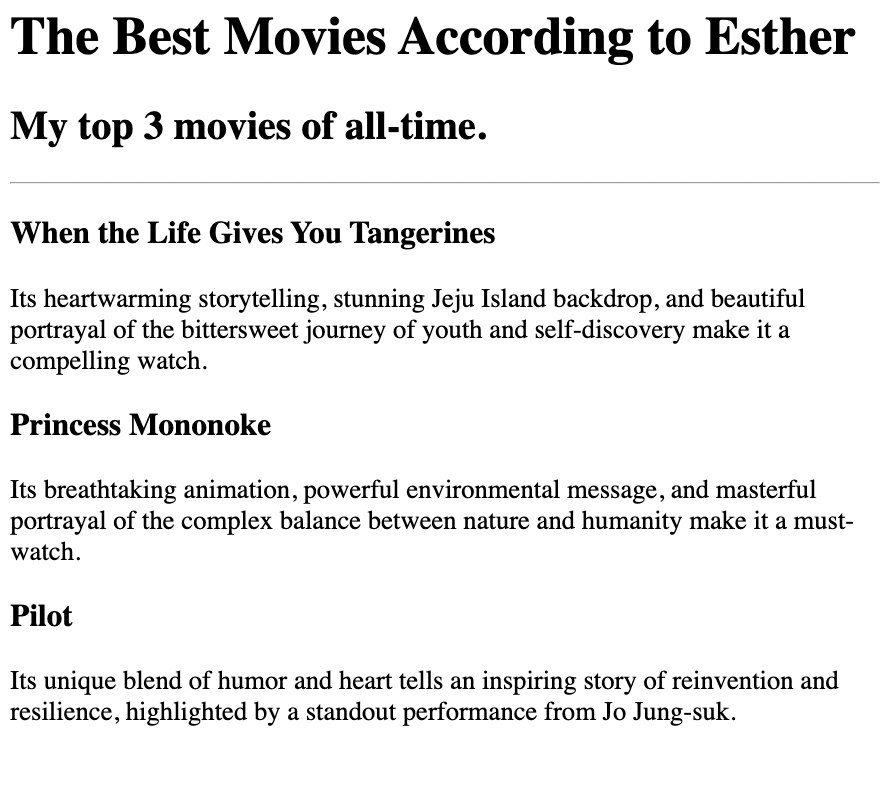 The Best Movies According to Esther
My top 3 movies of all-time.
When the Life Gives You Tangerines
Its heartwarming storytelling, stunning Jeju Island backdrop, and beautiful
portrayal of the bittersweet journey of youth and self-discovery make it a
compelling watch.
Princess Mononoke
Its breathtaking animation, powerful environmental message, and masterful
portrayal of the complex balance between nature and humanity make it a must-
watch.
Pilot
Its unique blend of humor and heart tells an inspiring story of reinvention and
resilience, highlighted by a standout performance from Jo Jung-suk.